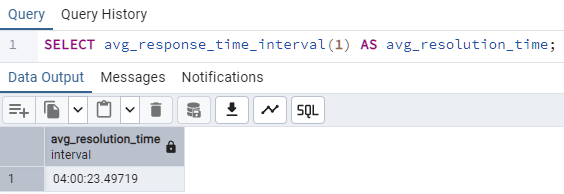 Query Query History
1 SELECT avg_response_time_interval(1) AS avg_resolution_time;
Data Output Messages Notifications
SQL
avg_resolution_time
interval
1 04:00:23.49719